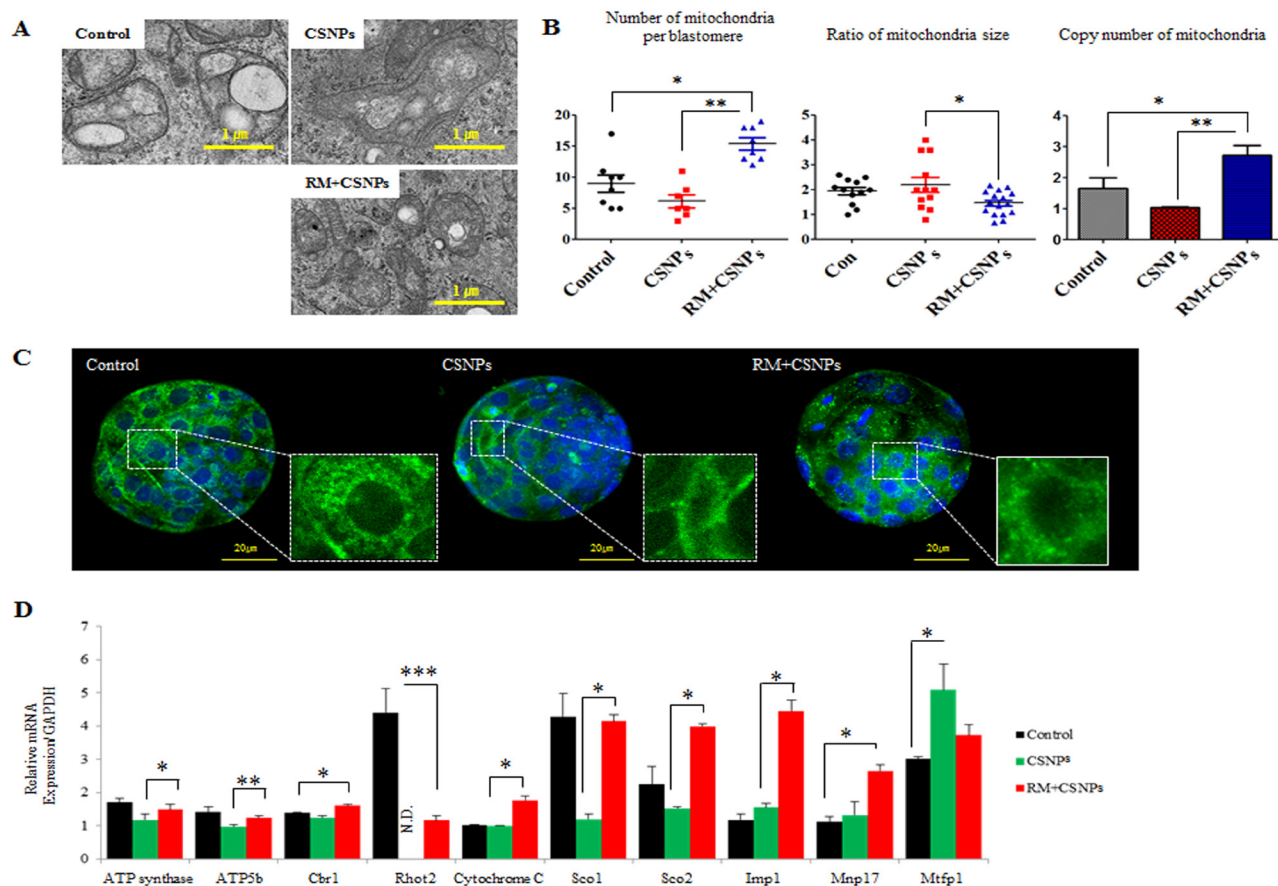 A
Control
CSNPs
1 μm
1 μm
RM+CSNPs
1 μm
B
Number of mitochondria
per blastomere
*
**
20
15
10
5
0
Control
CSNPs
RM+CSNPs
Ratio of mitochondria size
*
5
4
3
2
1
0
Con
CSNPs
RM+CSNPs
Copy number of mitochondria
*
**
4
3
2
1
0
Control
CSNPs
RM+CSNPs
C
Control
CSNPs
RM+CSNPs
20μm
20μm
20μm
D
Relative mRNA
Expression/GAPDH
7
6
5
4
3
2
1
0
*
**
*
***
N.D.
*
*
*
*
*
*
ATP synthase
ATP5b
Cbr1
Rhot2
Cytochrome C
Sco1
Sco2
Imp1
Mnp17
Mtfp1
Control
CSNPs
RM+CSNPs